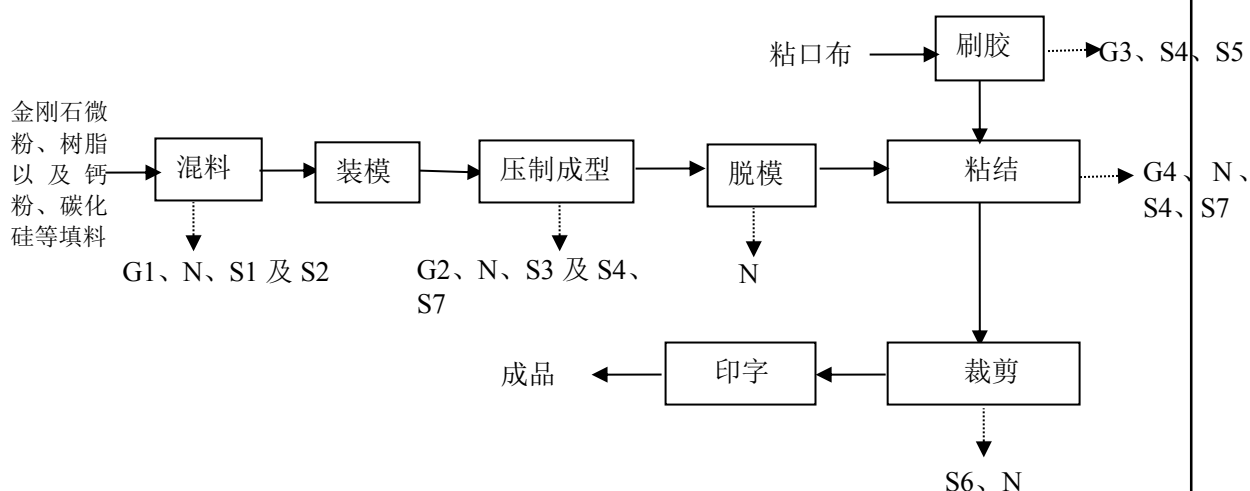 粘口布
刷胶
G3、S4、S5
金刚石微
粉、树脂
以及钙
粉、碳化
硅等填料
混料
装模
压制成型
脱模
粘结
G4、N、
S4、S7
G1、N、S1 及 S2
G2、N、S3 及 S4、
S7
N
成品
印字
裁剪
S6、N